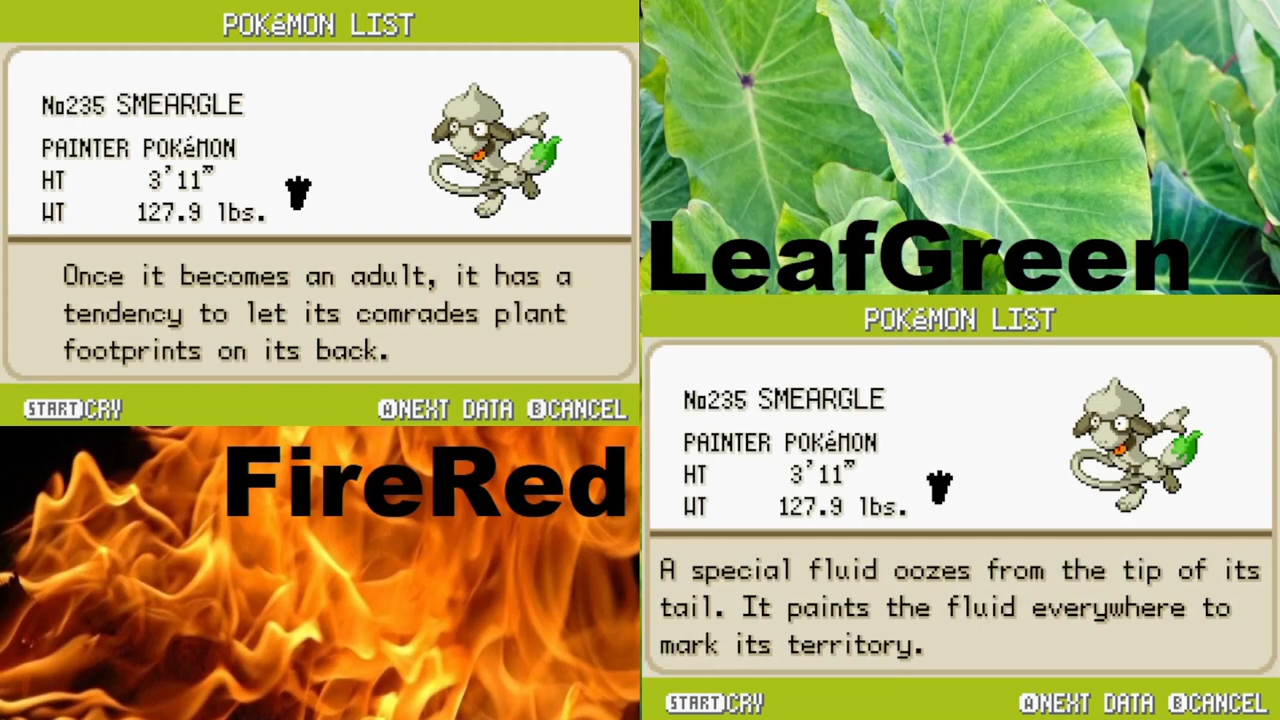 POKéMON LIST
No235 SMEARGLE
PAINTER POKéMON
HT 3'11"
WT 127.9 lbs.
Once it becomes an adult, it has a
tendency to let its comrades plant
footprints on its back.
START CRY
A NEXT DATA B CANCEL
FireRed
LeafGreen
POKéMON LIST
No235 SMEARGLE
PAINTER POKéMON
HT 3'11"
WT 127.9 lbs.
A special fluid oozes from the tip of its
tail. It paints the fluid everywhere to
mark its territory.
START CRY
A NEXT DATA B CANCEL